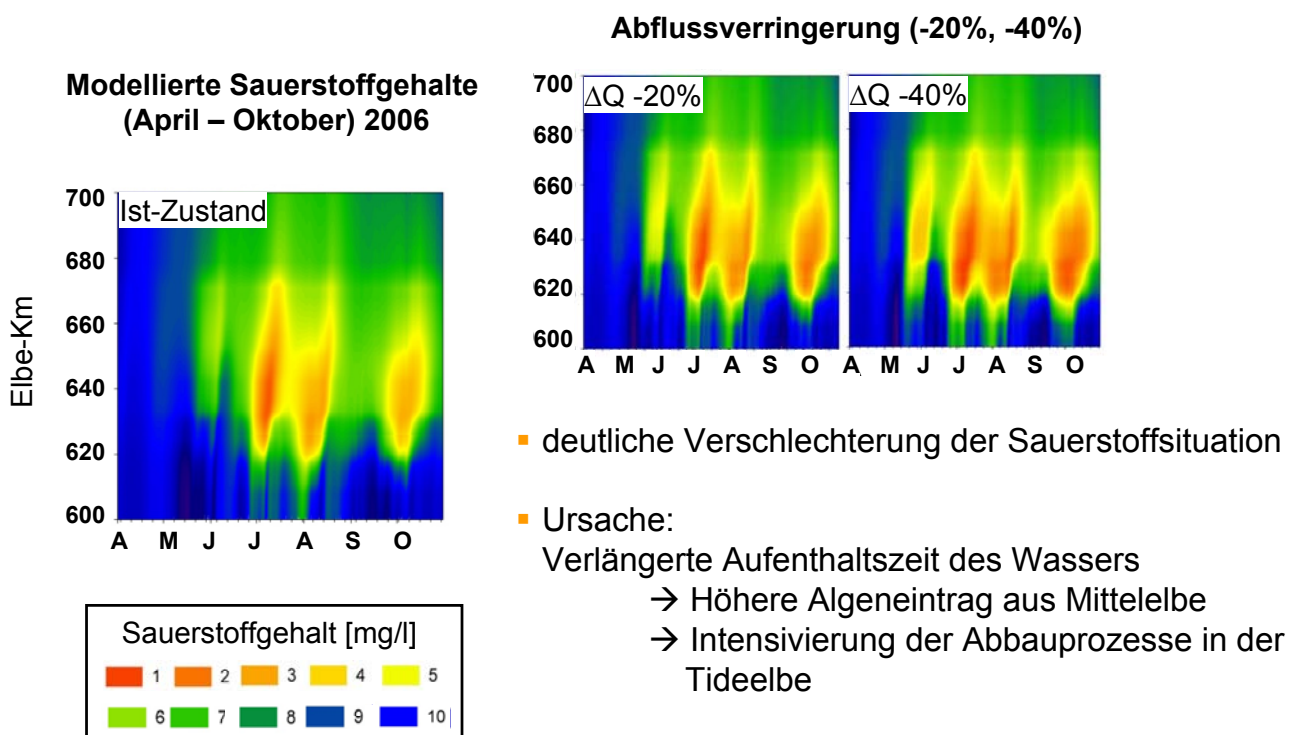 Abflussverringerung (-20%, -40%)
Modellierte Sauerstoffgehalte
(April – Oktober) 2006
Ist-Zustand
700
680
660
640
620
600
Elbe-Km
A M J J A S O
ΔQ -20%
700
680
660
640
620
600
A M J J A S O
ΔQ -40%
A M J J A S O
▪ deutliche Verschlechterung der Sauerstoffsituation
▪ Ursache:
Verlängerte Aufenthaltszeit des Wassers
→ Höhere Algeneintrag aus Mittelelbe
→ Intensivierung der Abbauprozesse in der
Tideelbe
Sauerstoffgehalt [mg/l]
1 2 3 4 5
6 7 8 9 10